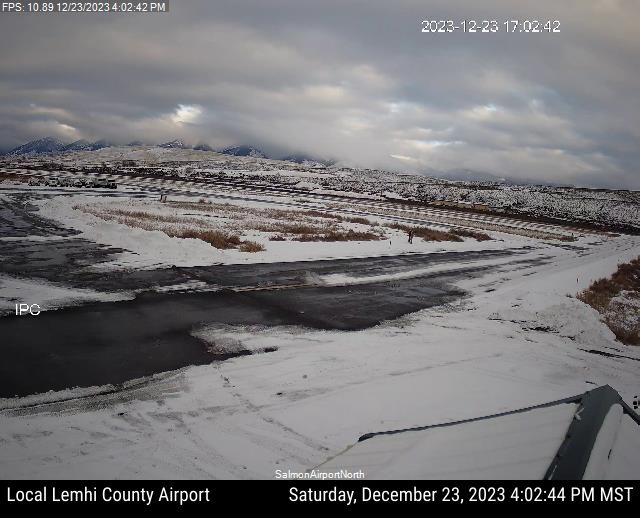 FPS: 10.89 12/23/2023 4:02:42 PM
2023-12-23 17:02:42
IPC
SalmonAirportNorth
Local Lemhi County Airport Saturday, December 23, 2023 4:02:44 PM MST